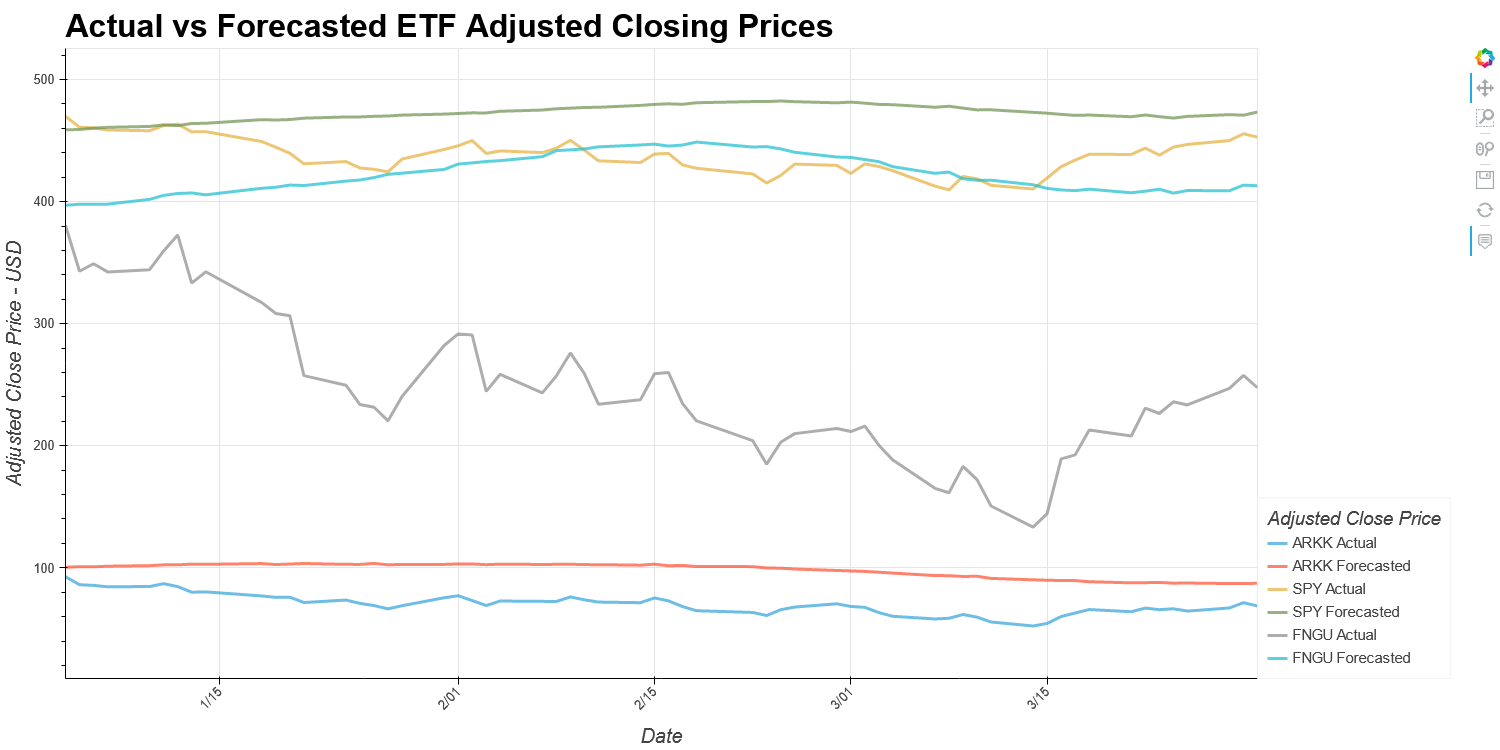 Actual vs Forecasted ETF Adjusted Closing Prices
Adjusted Close Price - USD
500
400
300
200
100
1/15
2/01
2/15
3/01
3/15
Date
Adjusted Close Price
ARKK Actual
ARKK Forecasted
SPY Actual
SPY Forecasted
FNGU Actual
FNGU Forecasted